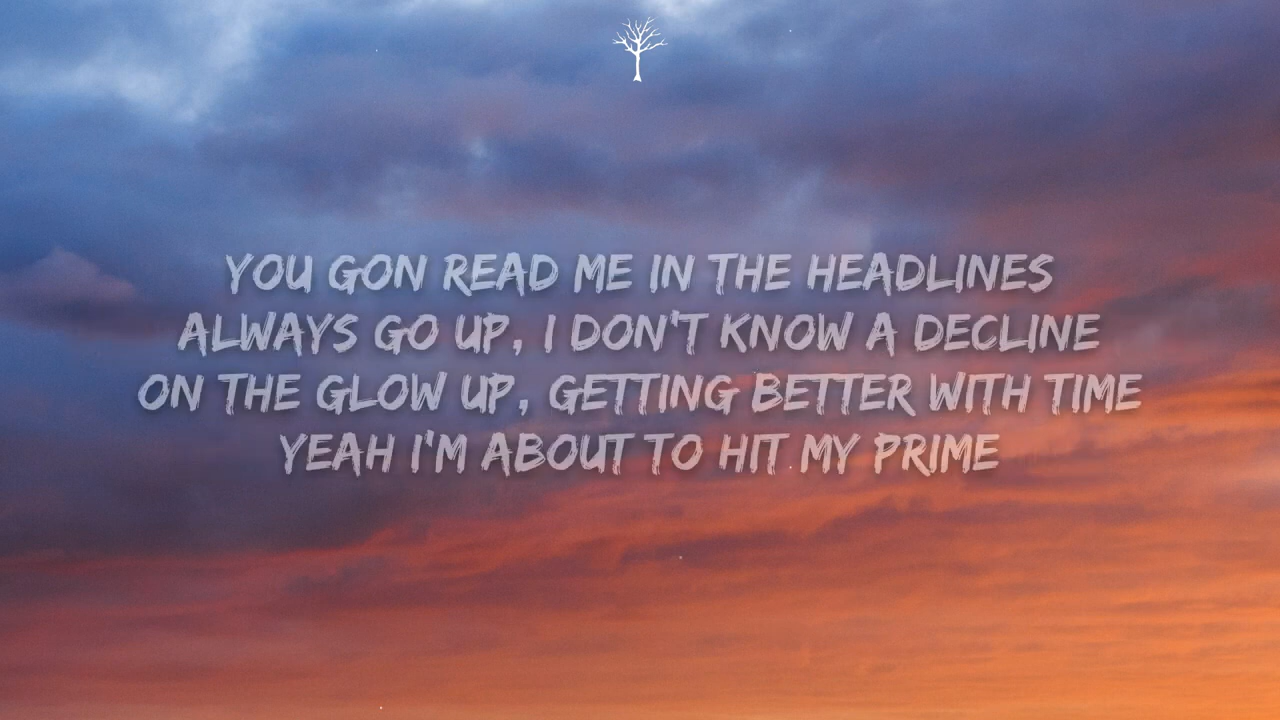 YOU GON READ ME IN THE HEADLINES
ALWAYS GO UP, I DON'T KNOW A DECLINE
ON THE GLOW UP, GETTING BETTER WITH TIME
YEAH I'M ABOUT TO HIT MY PRIME